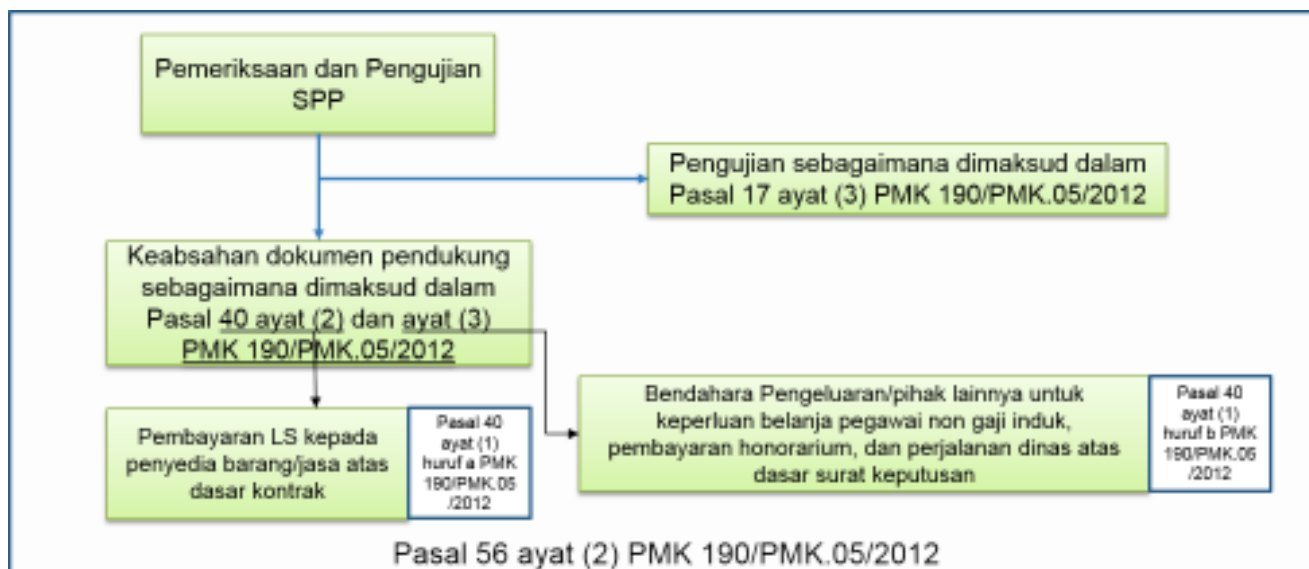 Pemeriksaan dan Pengujian
SPP
Pengujian sebagaimana dimaksud dalam
Pasal 17 ayat (3) PMK 190/PMK.05/2012
Keabsahan dokumen pendukung
sebagaimana dimaksud dalam
Pasal 40 ayat (2) dan ayat (3)
PMK 190/PMK.05/2012
Pembayaran LS kepada
penyedia barang/jasa atas
dasar kontrak
Pasal 40
ayat (1)
huruf a PMK
190/PMK.05
/2012
Bendahara Pengeluaran/pihak lainnya untuk
keperluan belanja pegawai non gaji induk,
pembayaran honorarium, dan perjalanan dinas atas
dasar surat keputusan
Pasal 40
ayat (1)
huruf b PMK
190/PMK.05
/2012
Pasal 56 ayat (2) PMK 190/PMK.05/2012